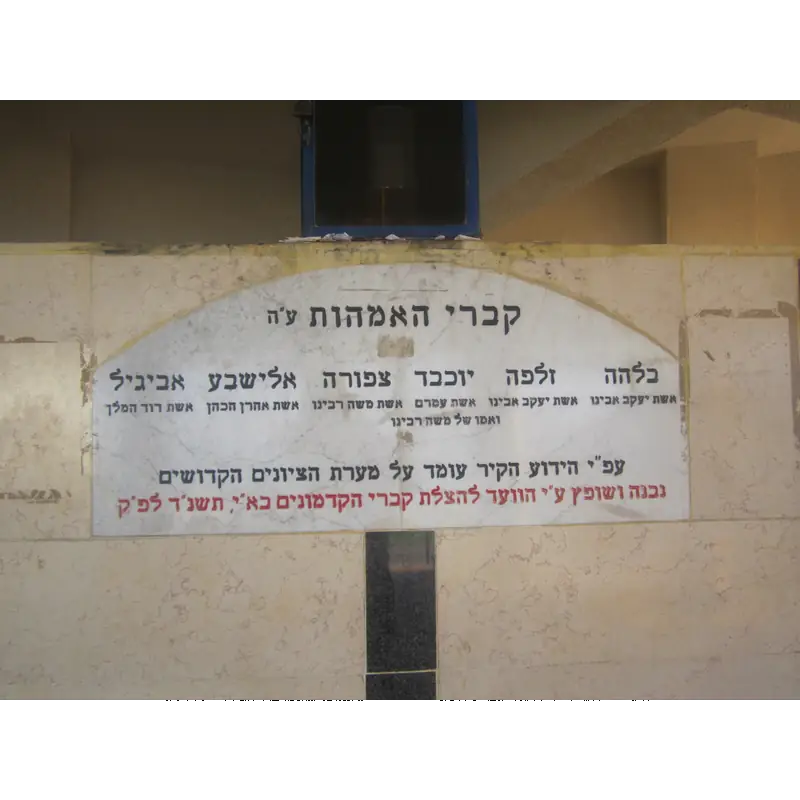 קברי האמהות ע"ה
בלהה זלפה יוכבד צפורה אלישבע אביגיל
אשת יעקב אבינו אשת יעקב אבינו אשת עמרם אשת משה רבינו אשת אהרן הכהן אשת דוד המלך
ואמו של משה רבינו
עפ"י הידוע הקיר עומד על מערת הציונים הקדושים
נבנה ושופץ ע"י הוועד להצלת קברי הקדמונים בא"י, תשנ"ד לפ"ק